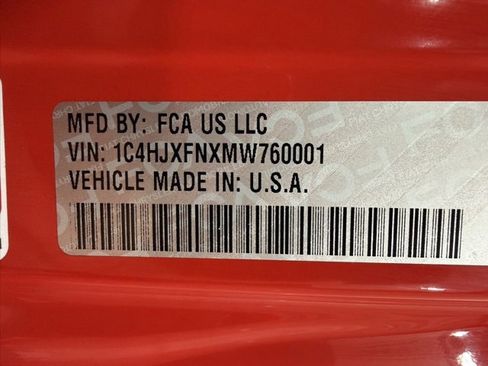 MFD BY: FCA US LLC
VIN: 1C4HJXFNXMW760001
VEHICLE MADE IN: U.S.A.